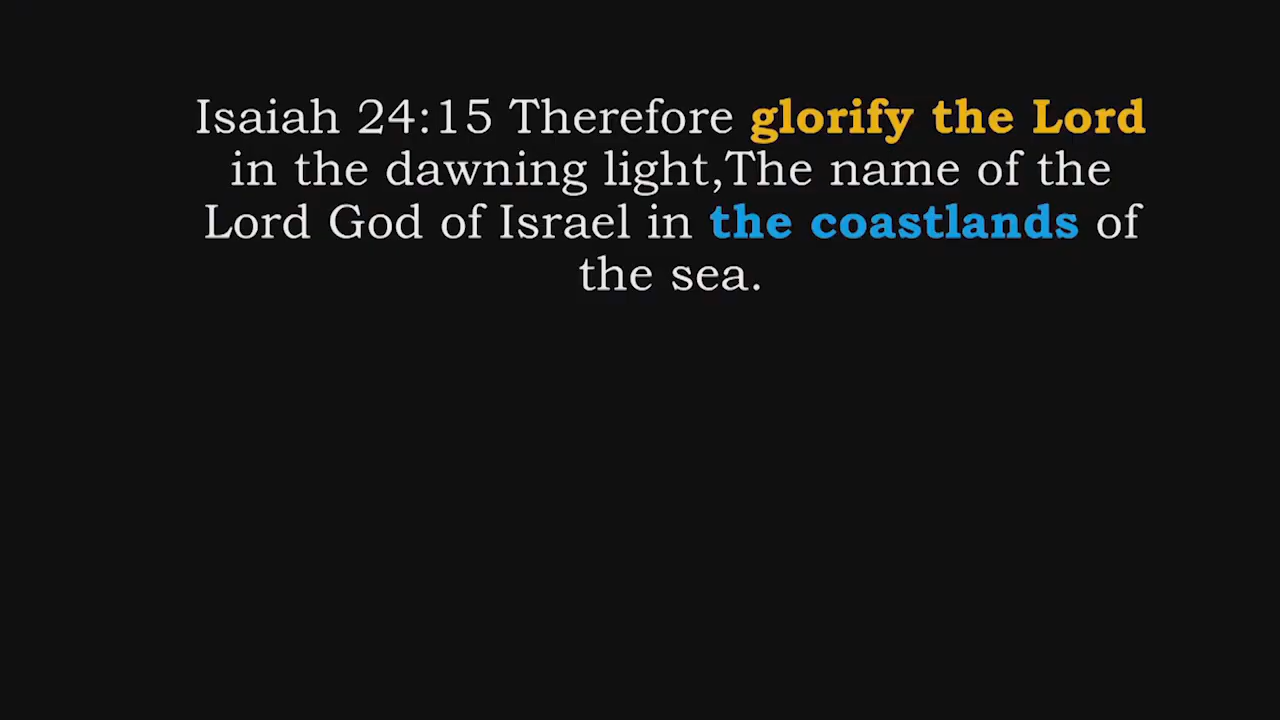 Isaiah 24:15 Therefore glorify the Lord
in the dawning light,The name of the
Lord God of Israel in the coastlands of
the sea.